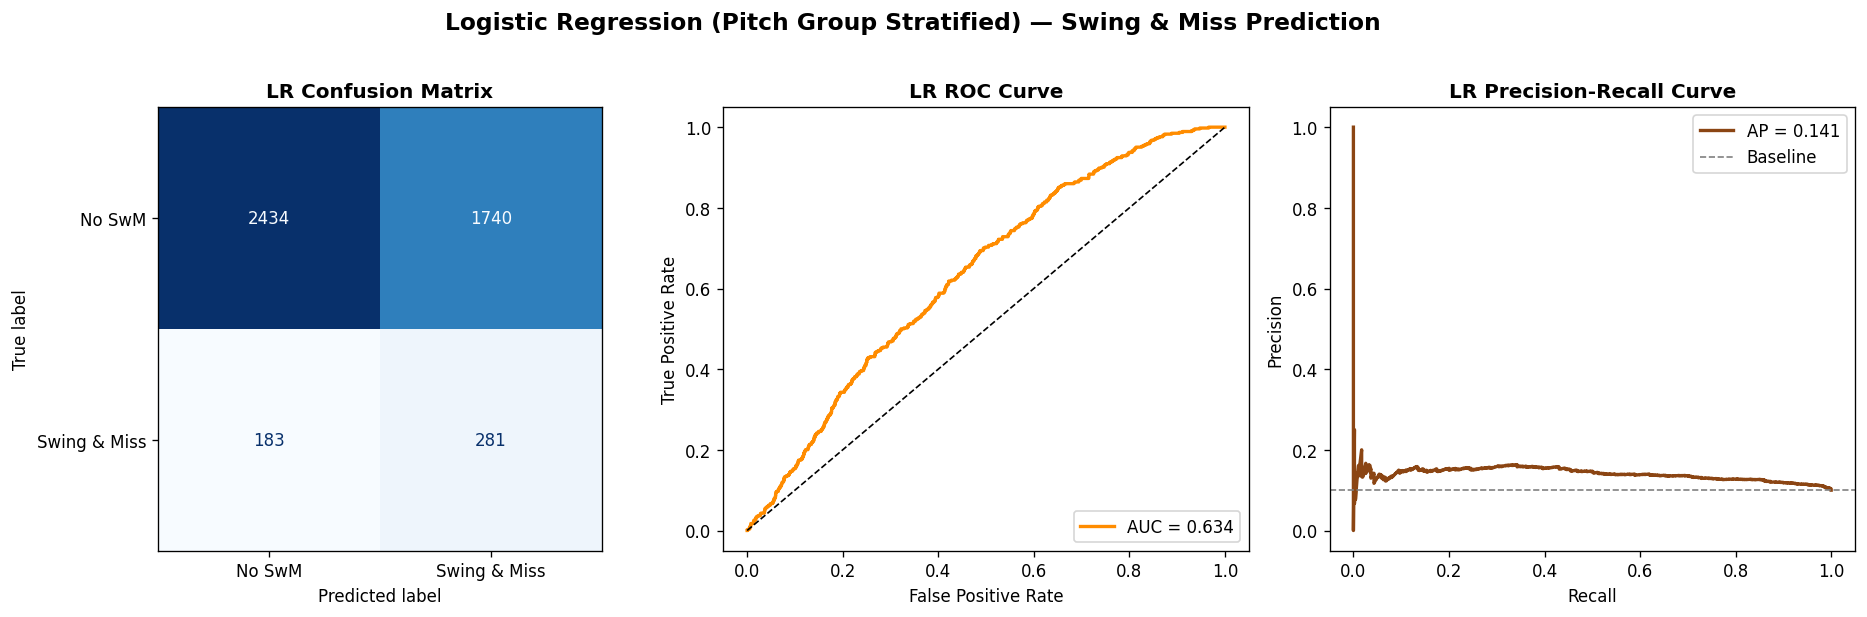 Logistic Regression (Pitch Group Stratified) — Swing & Miss Prediction
LR Confusion Matrix
True label
No SwM
Swing & Miss
2434
1740
183
281
No SwM
Swing & Miss
Predicted label
LR ROC Curve
True Positive Rate
1.0
0.8
0.6
0.4
0.2
0.0
AUC = 0.634
0.0
0.2
0.4
0.6
0.8
1.0
False Positive Rate
LR Precision-Recall Curve
Precision
1.0
0.8
0.6
0.4
0.2
0.0
AP = 0.141
Baseline
0.0
0.2
0.4
0.6
0.8
1.0
Recall